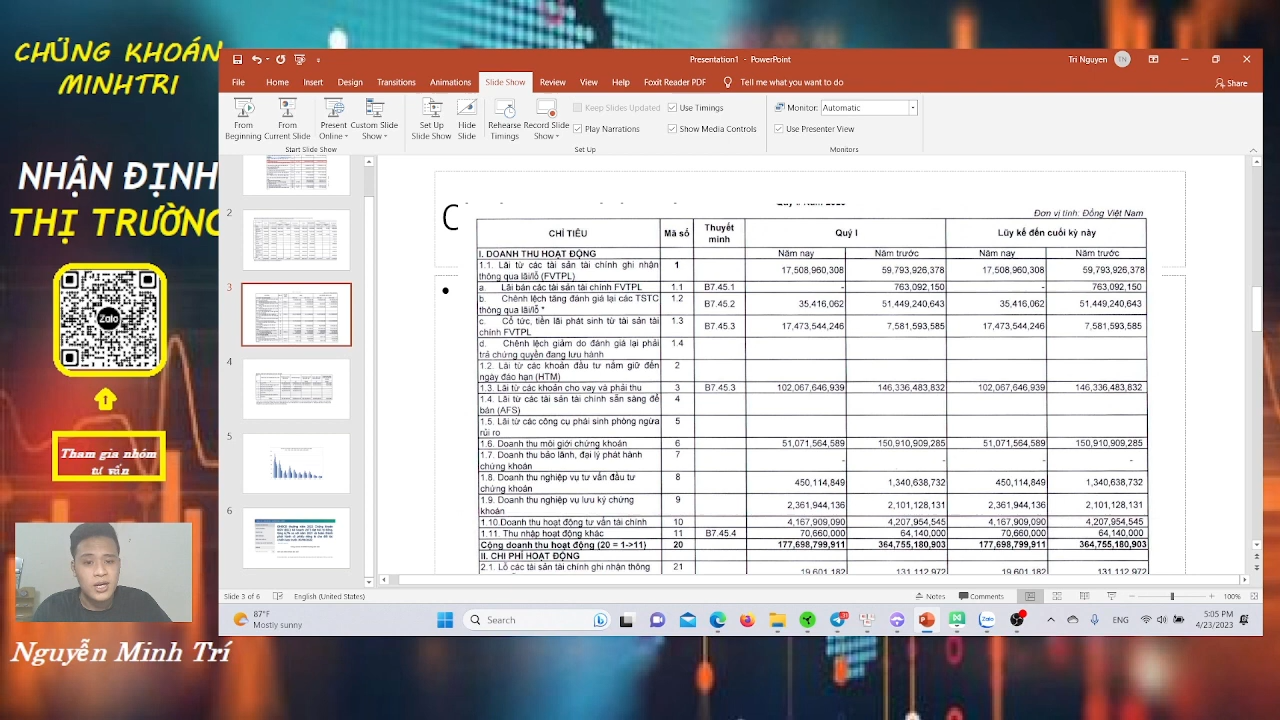 CHỨNG KHOÁN
MINHTRI
NHẬN ĐỊNH
THỊ TRƯỜNG
Zalo
Tham gia nhóm
tư vấn
Nguyễn Minh Trí
Presentation1 - PowerPoint
Tri Nguyen TN
File Home Insert Design Transitions Animations Slide Show Review View Help Foxit Reader PDF Tell me what you want to do Share
From Beginning From Current Slide Present Online Custom Slide Show Set Up Slide Show Hide Slide Rehearse Timings Record Slide Show
Keep Slides Updated Use Timings
Play Narrations Show Media Controls
Monitor: Automatic
Use Presenter View
Start Slide Show Set Up Monitors
2
3
4
5
6
Đơn vị tính: Đồng Việt Nam
CHỈ TIÊU Mã số Thuyết minh Quý I Lũy kế đến cuối kỳ này
I. DOANH THU HOẠT ĐỘNG Năm nay Năm trước Năm nay Năm trước
1.1. Lãi từ các tài sản tài chính ghi nhận thông qua lãi/lỗ (FVTPL) 1 17,508,960,308 59,793,926,378 17,508,960,308 59,793,926,378
a. Lãi bán các tài sản tài chính FVTPL 1.1 B7.45.1 763,092,150 - 763,092,150
b. Chênh lệch tăng đánh giá lại các TSTC thông qua lãi/lỗ * 1.2 B7.45.2 35,416,062 51,449,240,643 35,416,062 51,449,240,643
c. Cổ tức, tiền lãi phát sinh từ tài sản tài chính FVTPL 1.3 B7.45.3 17,473,544,246 7,581,593,585 17,473,544,246 7,581,593,585
d. Chênh lệch giảm do đánh giá lại phải trả chứng quyền đang lưu hành 1.4
1.2. Lãi từ các khoản đầu tư nắm giữ đến ngày đáo hạn (HTM) 2
1.3. Lãi từ các khoản cho vay và phải thu 3 B7.45.3 102,067,646,939 146,336,483,832 102,067,646,939 146,336,483,832
1.4. Lãi từ các tài sản tài chính sẵn sàng để bán (AFS) 4
1.5. Lãi từ các công cụ phái sinh phòng ngừa rủi ro 5
1.6. Doanh thu môi giới chứng khoán 6 51,071,564,589 150,910,909,285 51,071,564,589 150,910,909,285
1.7. Doanh thu bảo lãnh, đại lý phát hành chứng khoán 7 - - - -
1.8. Doanh thu nghiệp vụ tư vấn đầu tư chứng khoán 8 450,114,849 1,340,638,732 450,114,849 1,340,638,732
1.9. Doanh thu nghiệp vụ lưu ký chứng khoán 9 2,361,944,136 2,101,128,131 2,361,944,136 2,101,128,131
1.10.Doanh thu hoạt động tư vấn tài chính 10 4,167,909,090 4,207,954,545 4,167,909,090 4,207,954,545
1.11. Thu nhập hoạt động khác 11 B7.45.4 70,660,000 64,140,000 70,660,000 64,140,000
Cộng doanh thu hoạt động (20 = 1->11) 20 177,698,799,911 364,755,180,903 177,698,799,911 364,755,180,903
II. CHI PHÍ HOẠT ĐỘNG
2.1. Lỗ các tài sản tài chính ghi nhận thông 21 19,601,182 131,112,972 19,601,182 131,112,972
Slide 3 of 6 English (United States) Notes Comments 100%
87°F
Mostly sunny
Search
Zalo
ENG
5:05 PM
4/23/2023